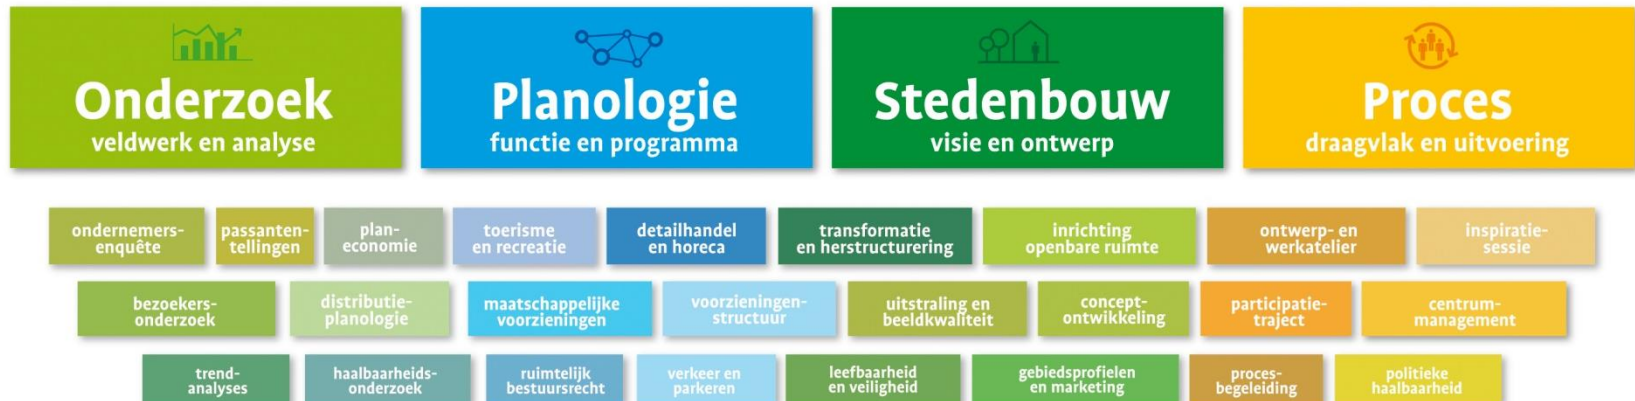 Onderzoek
veldwerk en analyse
Planologie
functie en programma
Stedenbouw
visie en ontwerp
Proces
draagvlak en uitvoering
ondernemers-
enquête
passanten-
tellingen
plan-
economie
toerisme
en recreatie
detailhandel
en horeca
transformatie
en herstructurering
inrichting
openbare ruimte
ontwerp- en
werkatelier
inspiratie-
sessie
bezoekers-
onderzoek
distributie-
planologie
maatschappelijke
voorzieningen
voorzieningen-
structuur
uitstraling en
beeldkwaliteit
concept-
ontwikkeling
participatie-
traject
centrum-
management
trend-
analyses
haalbaarheids-
onderzoek
ruimtelijk
bestuursrecht
verkeer en
parkeren
leefbaarheid
en veiligheid
gebiedsprofielen
en marketing
proces-
begeleiding
politieke
haalbaarheid